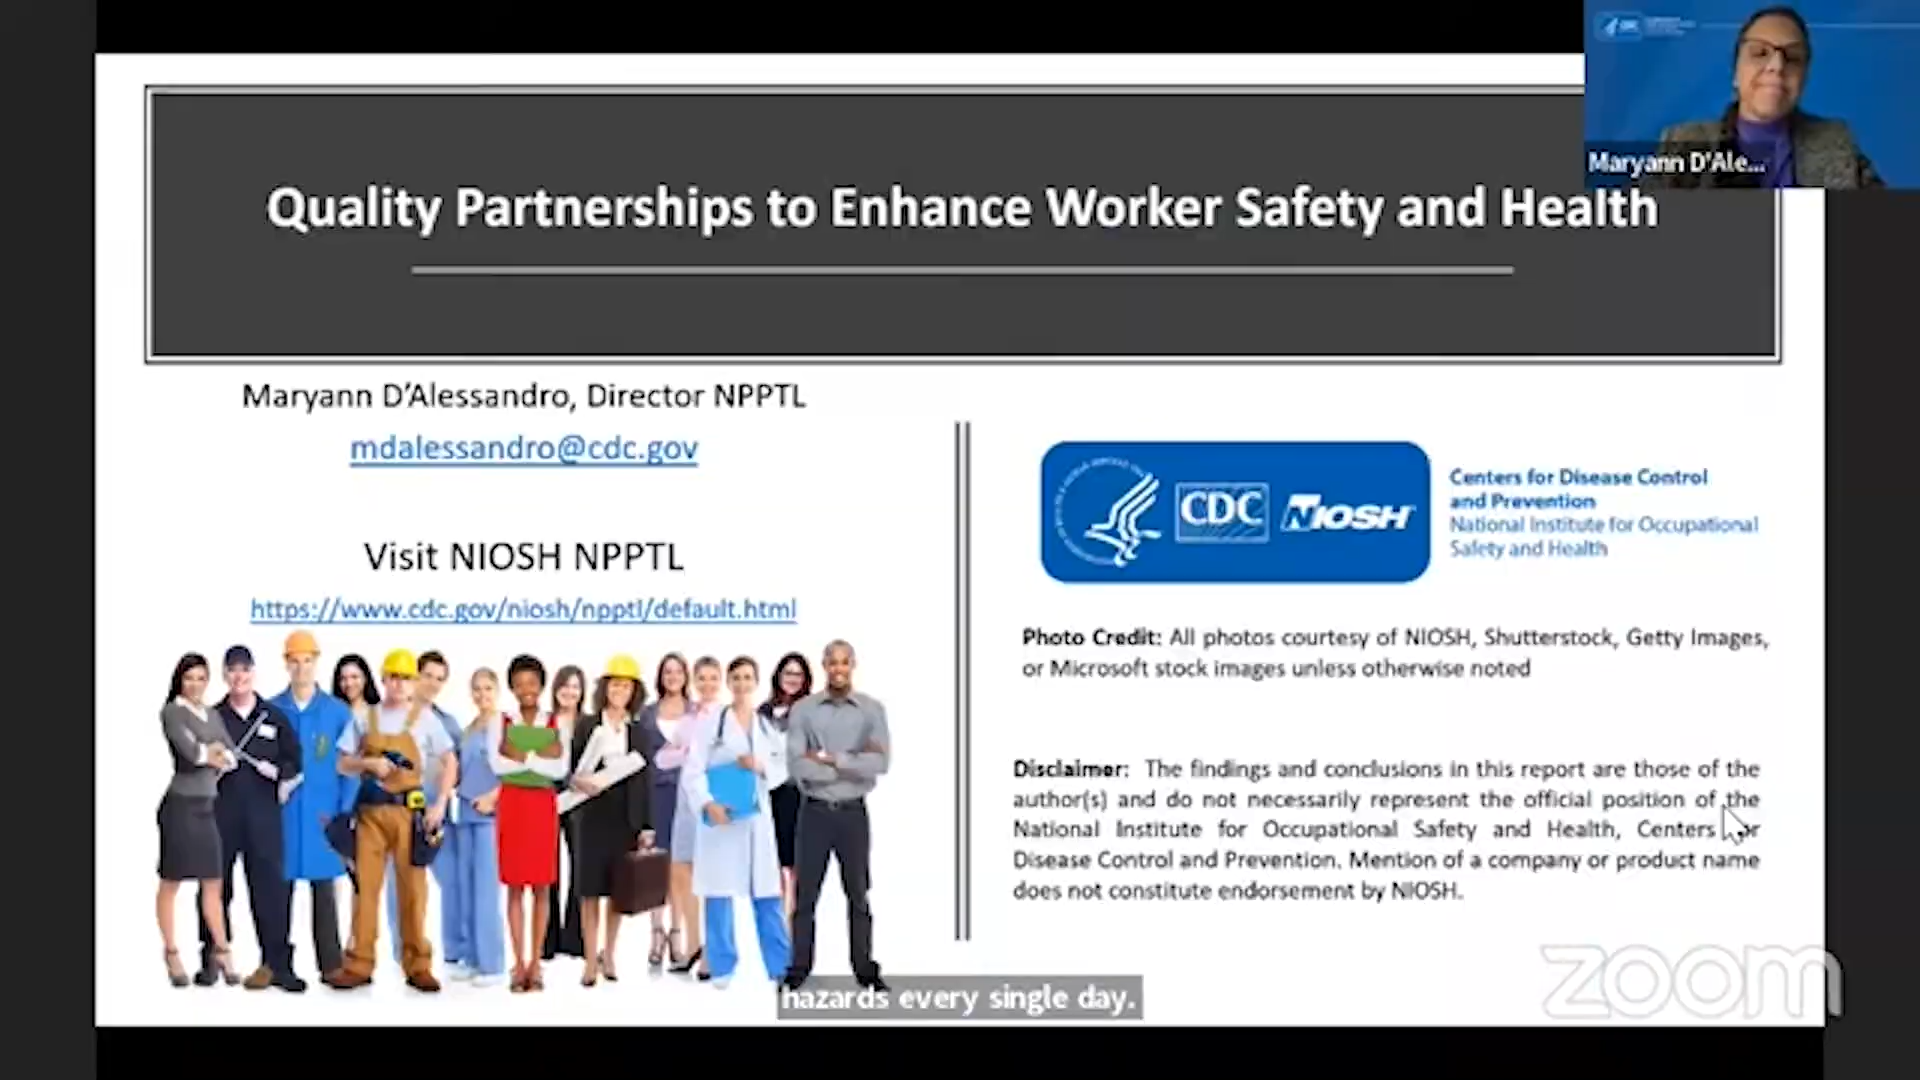 Maryann D'Ale...
Quality Partnerships to Enhance Worker Safety and Health
Maryann D'Alessandro, Director NPPTL
mdalessandro@cdc.gov
Visit NIOSH NPPTL
https://www.cdc.gov/niosh/npptl/default.html
CDC NIOSH
Centers for Disease Control
and Prevention
National Institute for Occupational
Safety and Health
Photo Credit: All photos courtesy of NIOSH, Shutterstock, Getty Images,
or Microsoft stock images unless otherwise noted
Disclaimer: The findings and conclusions in this report are those of the
author(s) and do not necessarily represent the official position of the
National Institute for Occupational Safety and Health, Centers for
Disease Control and Prevention. Mention of a company or product name
does not constitute endorsement by NIOSH.
hazards every single day.
zoom